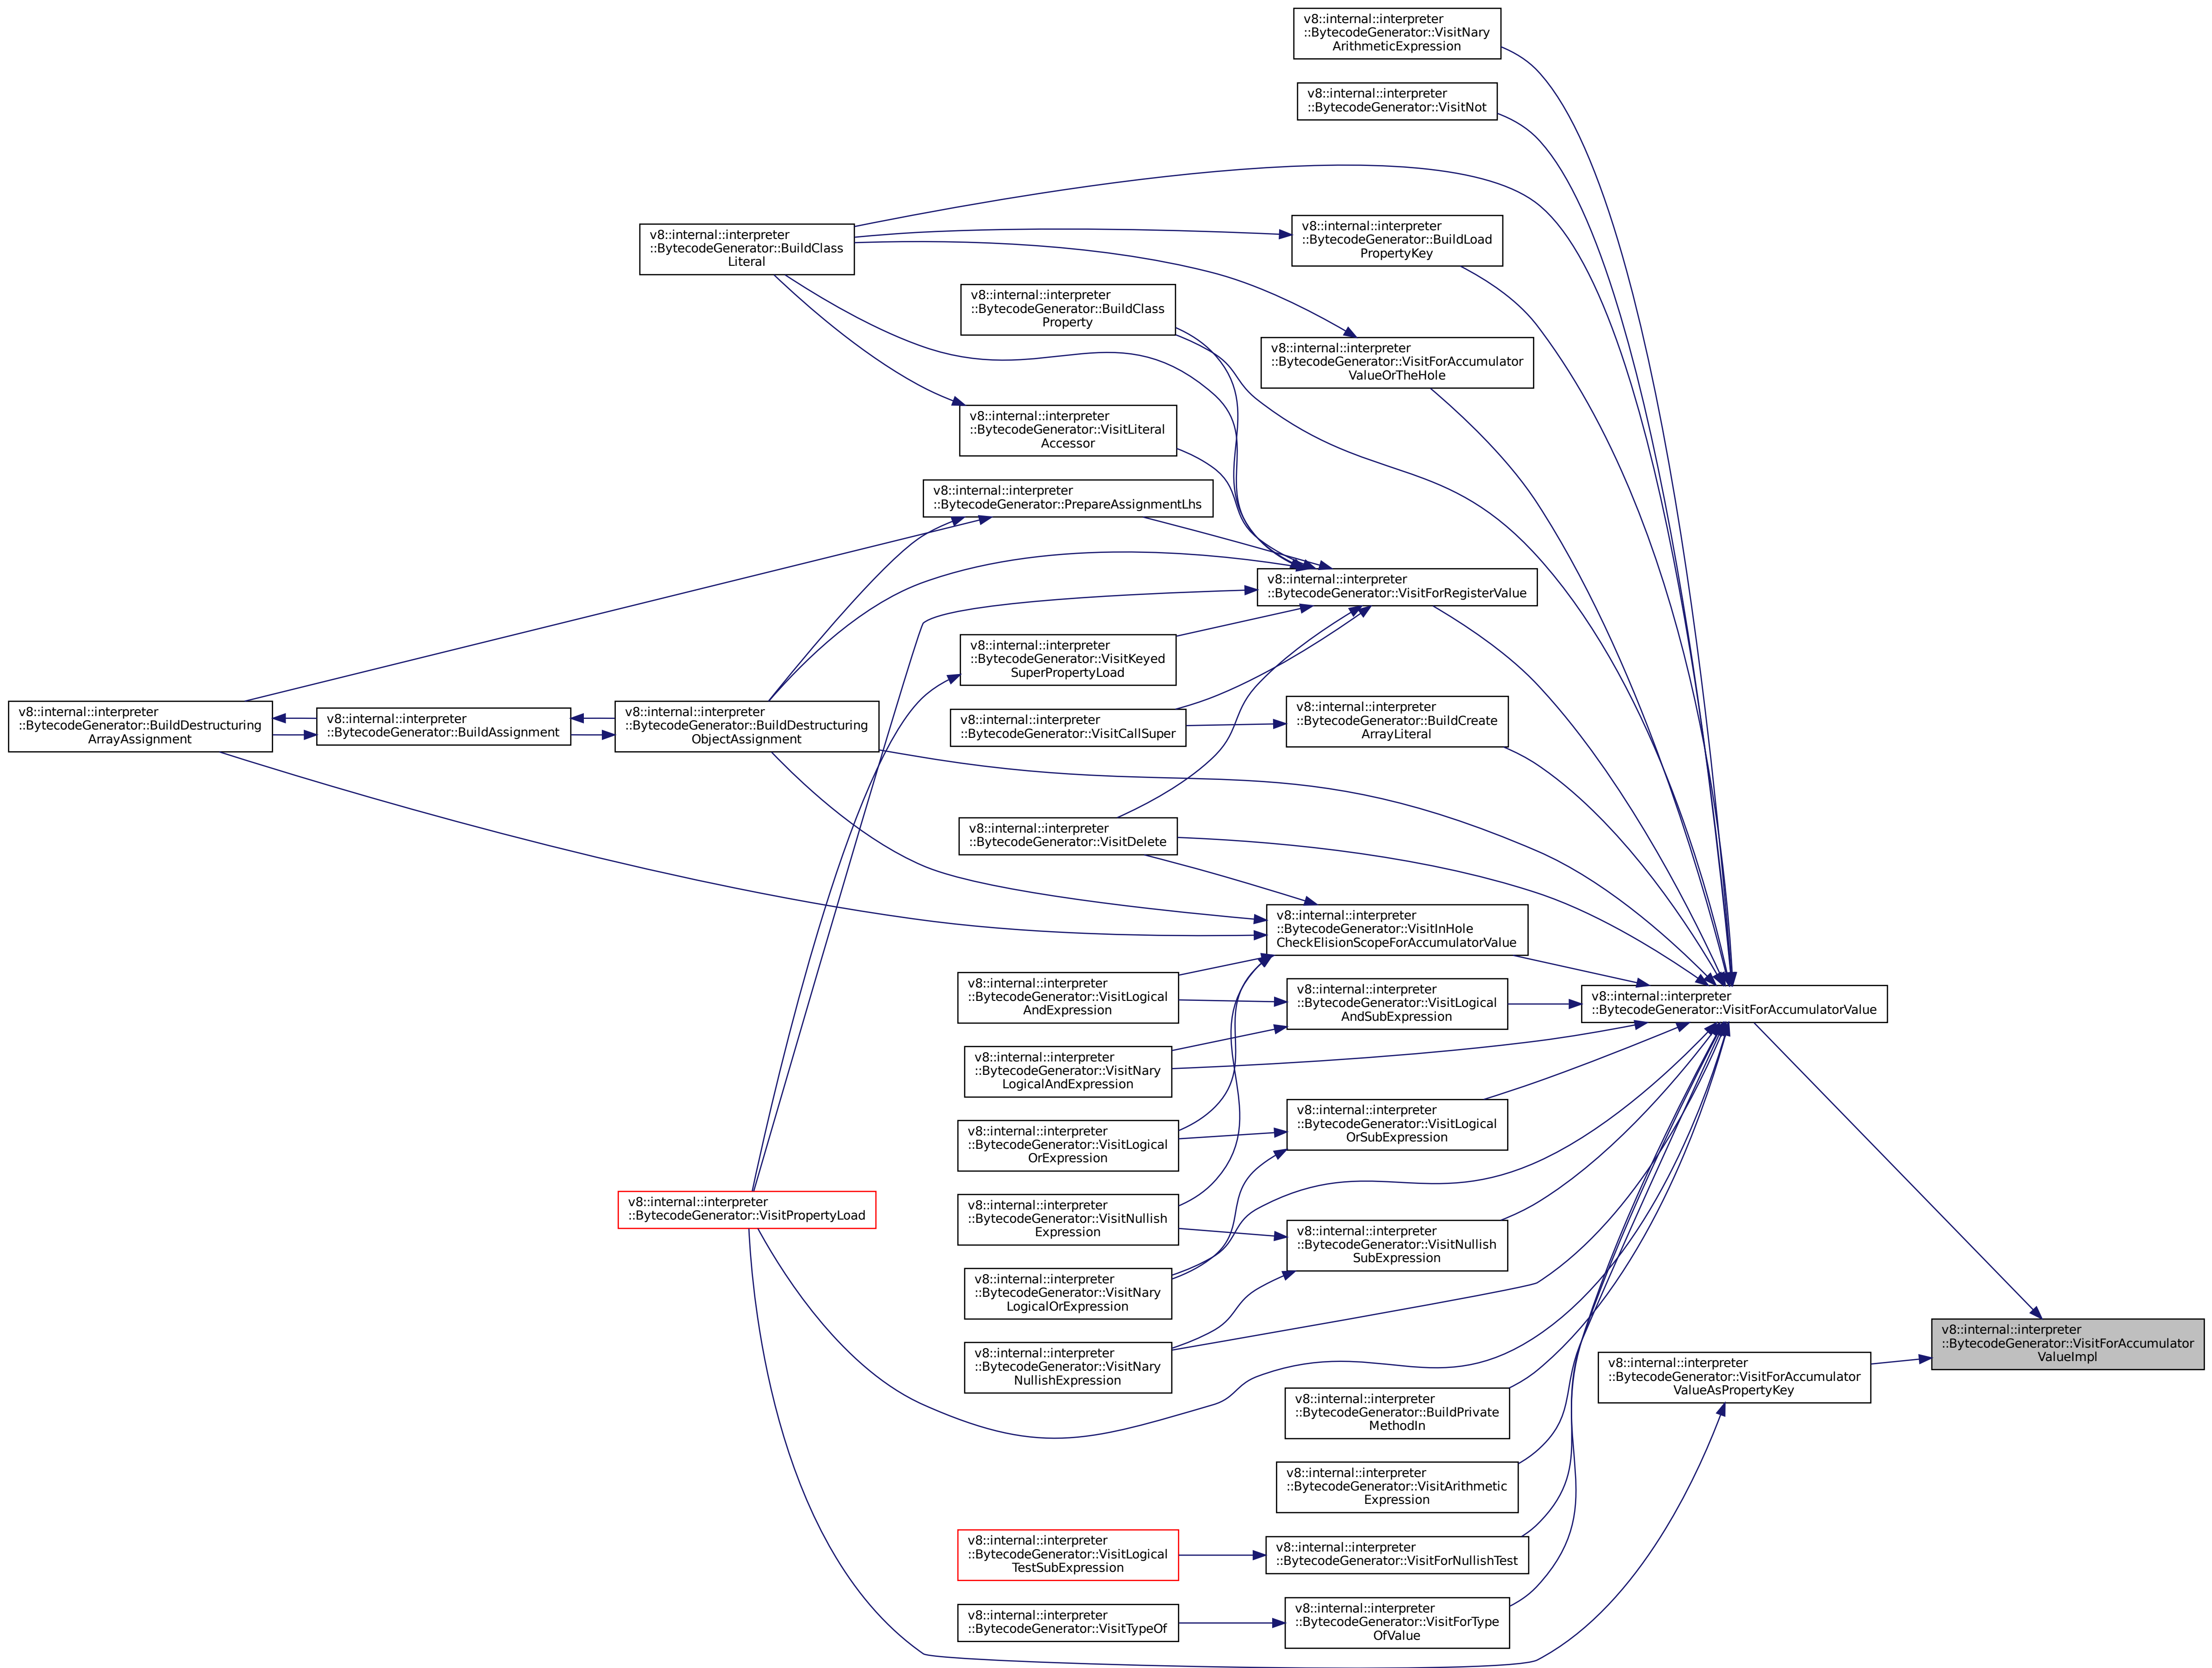 v8::internal::interpreter
::BytecodeGenerator::VisitNary
ArithmeticExpression
v8::internal::interpreter
::BytecodeGenerator::VisitNot
v8::internal::interpreter
::BytecodeGenerator::BuildClass
Literal
v8::internal::interpreter
::BytecodeGenerator::BuildLoad
PropertyKey
v8::internal::interpreter
::BytecodeGenerator::BuildClass
Property
v8::internal::interpreter
::BytecodeGenerator::VisitForAccumulator
ValueOrTheHole
v8::internal::interpreter
::BytecodeGenerator::VisitLiteral
Accessor
v8::internal::interpreter
::BytecodeGenerator::PrepareAssignmentLhs
v8::internal::interpreter
::BytecodeGenerator::VisitForRegisterValue
v8::internal::interpreter
::BytecodeGenerator::VisitKeyed
SuperPropertyLoad
v8::internal::interpreter
::BytecodeGenerator::BuildDestructuring
ArrayAssignment
v8::internal::interpreter
::BytecodeGenerator::BuildAssignment
v8::internal::interpreter
::BytecodeGenerator::BuildDestructuring
ObjectAssignment
v8::internal::interpreter
::BytecodeGenerator::VisitCallSuper
v8::internal::interpreter
::BytecodeGenerator::BuildCreate
ArrayLiteral
v8::internal::interpreter
::BytecodeGenerator::VisitDelete
v8::internal::interpreter
::BytecodeGenerator::VisitInHole
CheckElisionScopeForAccumulatorValue
v8::internal::interpreter
::BytecodeGenerator::VisitLogical
AndExpression
v8::internal::interpreter
::BytecodeGenerator::VisitLogical
AndSubExpression
v8::internal::interpreter
::BytecodeGenerator::VisitForAccumulatorValue
v8::internal::interpreter
::BytecodeGenerator::VisitNary
LogicalAndExpression
v8::internal::interpreter
::BytecodeGenerator::VisitLogical
OrSubExpression
v8::internal::interpreter
::BytecodeGenerator::VisitLogical
OrExpression
v8::internal::interpreter
::BytecodeGenerator::VisitPropertyLoad
v8::internal::interpreter
::BytecodeGenerator::VisitNullish
Expression
v8::internal::interpreter
::BytecodeGenerator::VisitNullish
SubExpression
v8::internal::interpreter
::BytecodeGenerator::VisitNary
LogicalOrExpression
v8::internal::interpreter
::BytecodeGenerator::VisitForAccumulator
ValueImpl
v8::internal::interpreter
::BytecodeGenerator::VisitNary
NullishExpression
v8::internal::interpreter
::BytecodeGenerator::VisitForAccumulator
ValueAsPropertyKey
v8::internal::interpreter
::BytecodeGenerator::BuildPrivate
MethodIn
v8::internal::interpreter
::BytecodeGenerator::VisitArithmetic
Expression
v8::internal::interpreter
::BytecodeGenerator::VisitLogical
TestSubExpression
v8::internal::interpreter
::BytecodeGenerator::VisitForNullishTest
v8::internal::interpreter
::BytecodeGenerator::VisitTypeOf
v8::internal::interpreter
::BytecodeGenerator::VisitForType
OfValue